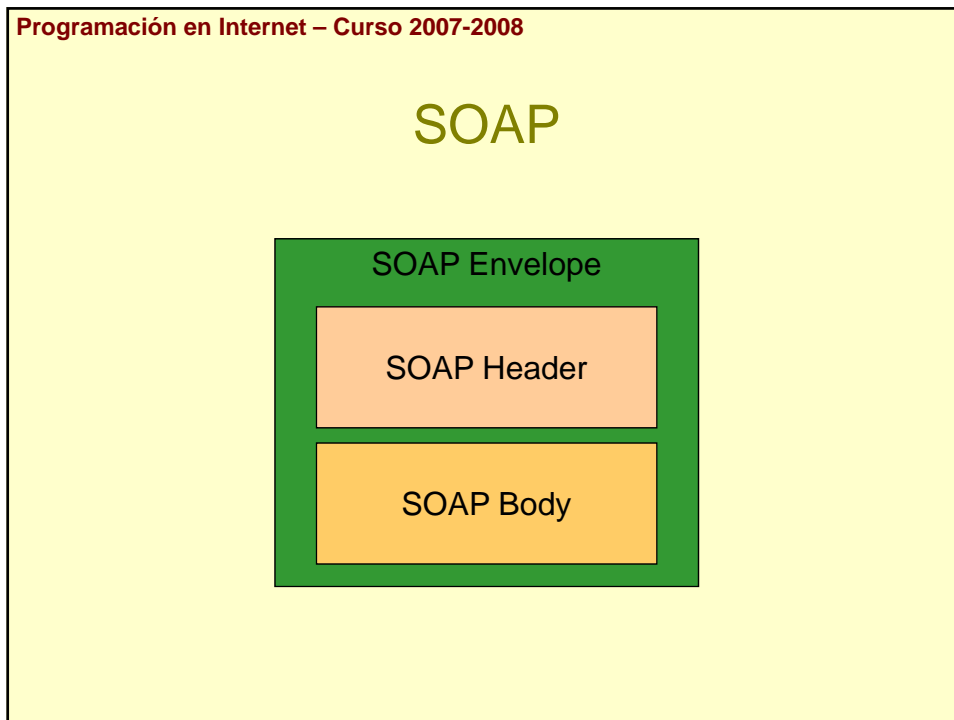 Programación en Internet – Curso 2007-2008
SOAP
SOAP Envelope
SOAP Header
SOAP Body